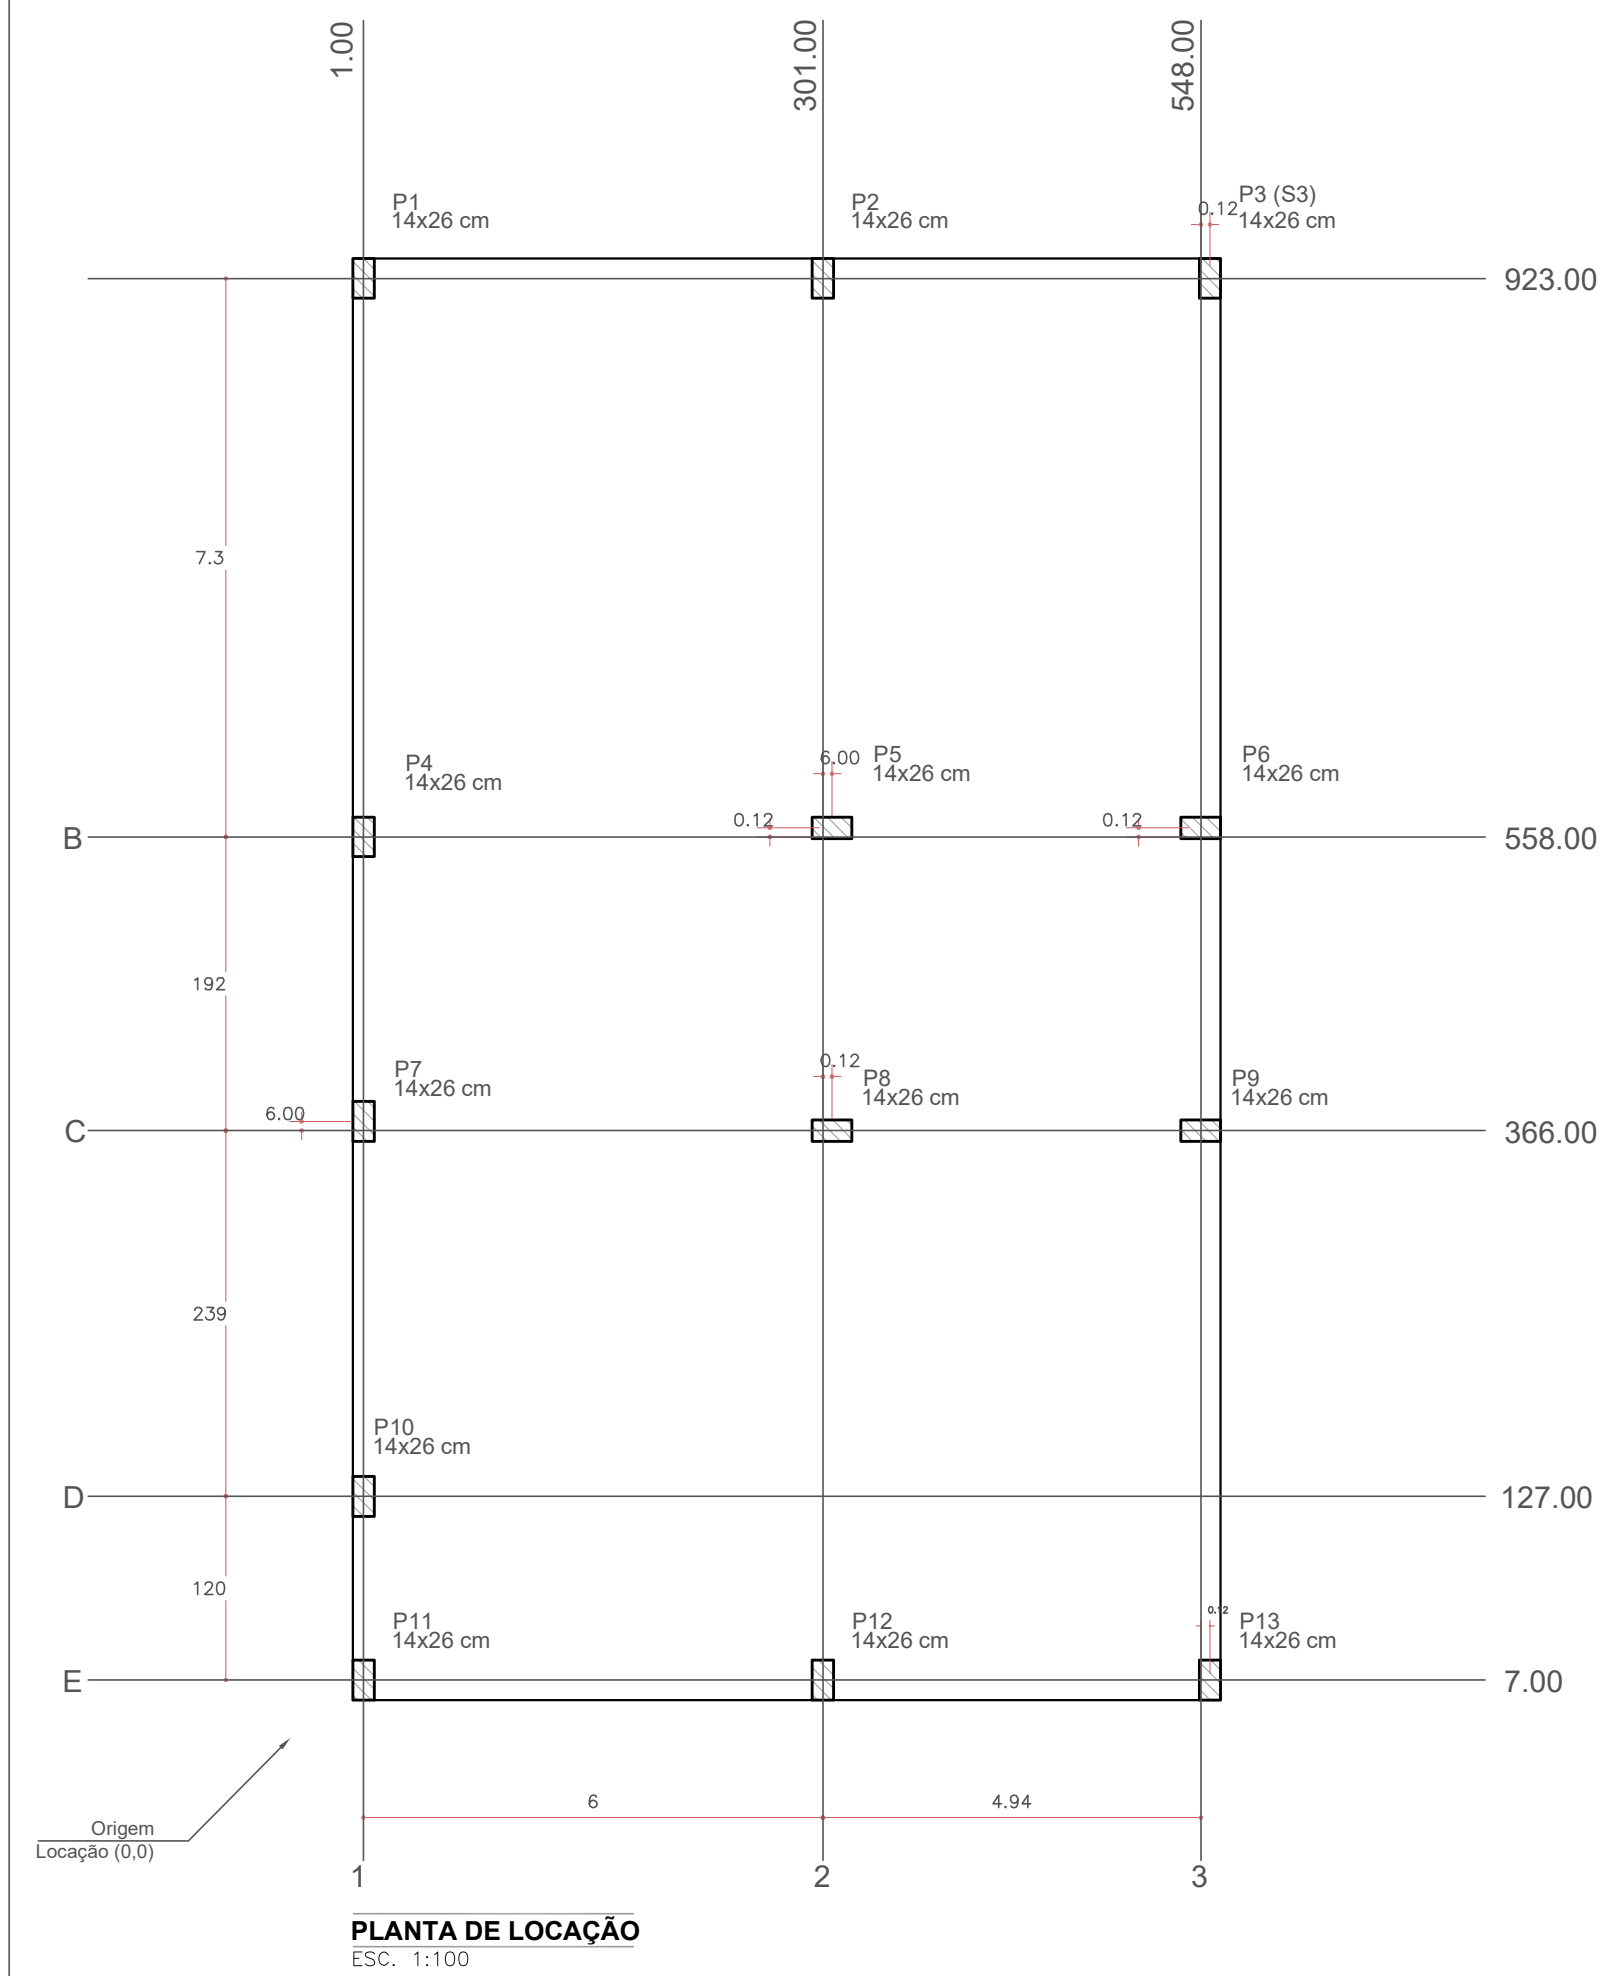 1.00
301.00
548.00
P1
14x26 cm
P2
14x26 cm
0.12
P3 (S3)
14x26 cm
923.00
7.3
P4
14x26 cm
6.00
P5
14x26 cm
P6
14x26 cm
0.12
0.12
B
558.00
192
P7
14x26 cm
0.12
P8
14x26 cm
P9
14x26 cm
6.00
C
366.00
239
P10
14x26 cm
D
127.00
120
P11
14x26 cm
P12
14x26 cm
0.12
P13
14x26 cm
E
7.00
6
4.94
Origem
Locação (0,0)
1
2
3
PLANTA DE LOCAÇÃO
ESC. 1:100